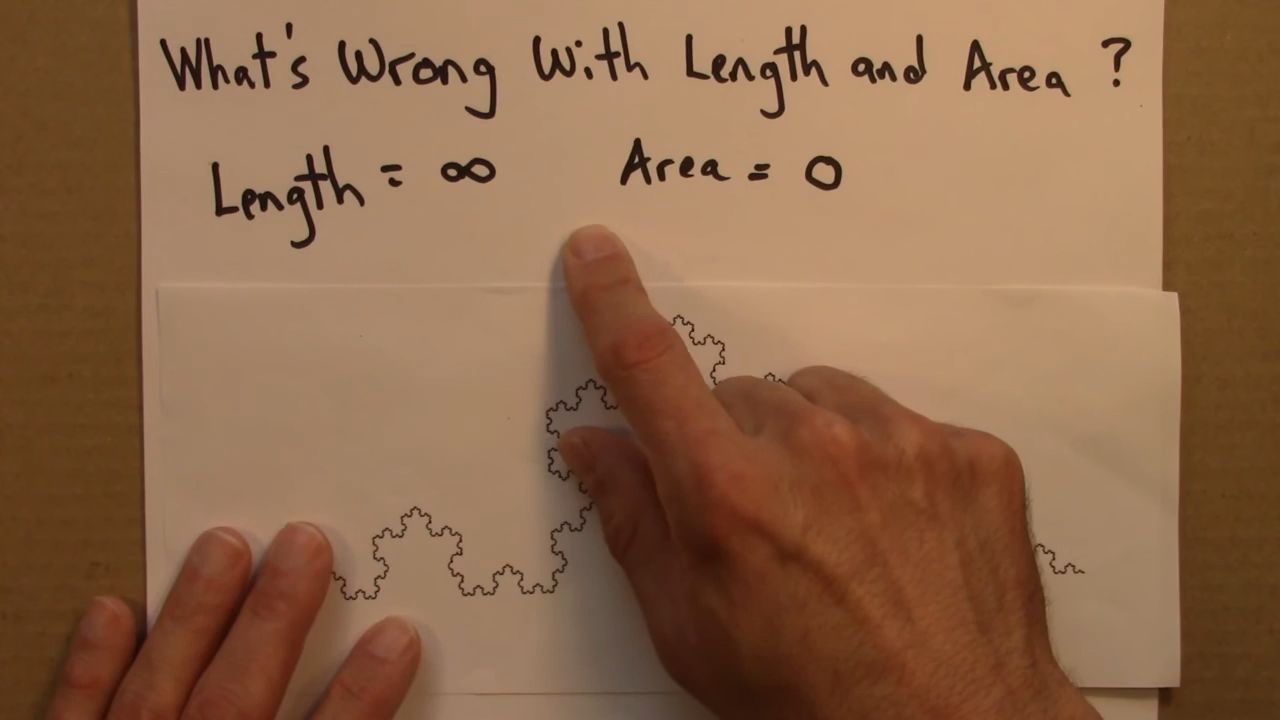 What's Wrong With Length and Area ?
Length = ∞ Area = 0